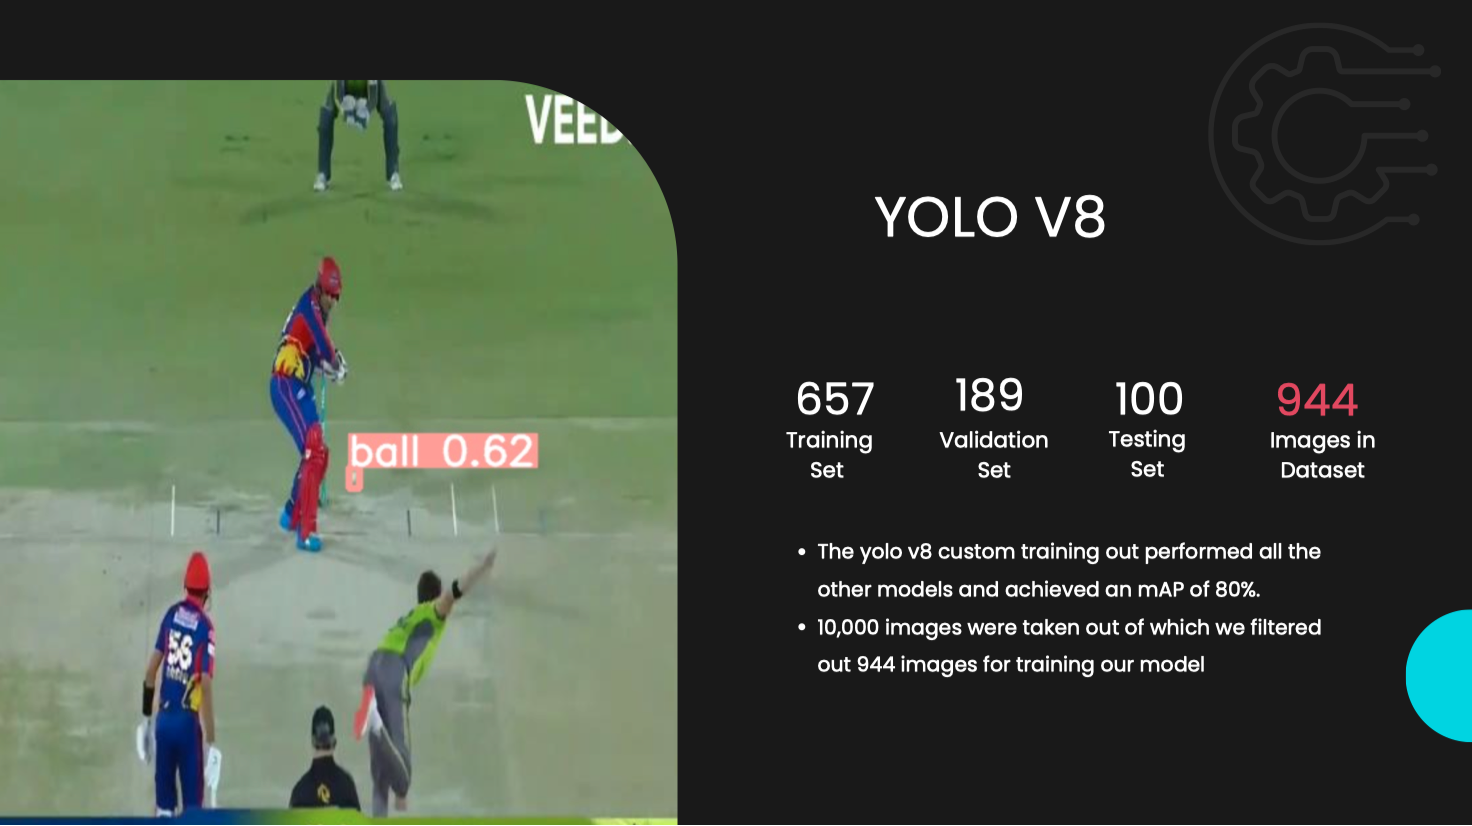 VEED
ball 0.62
56
YOLO V8
657
Training
Set
189
Validation
Set
100
Testing
Set
944
Images in
Dataset
• The yolo v8 custom training out performed all the
other models and achieved an mAP of 80%.
• 10,000 images were taken out of which we filtered
out 944 images for training our model